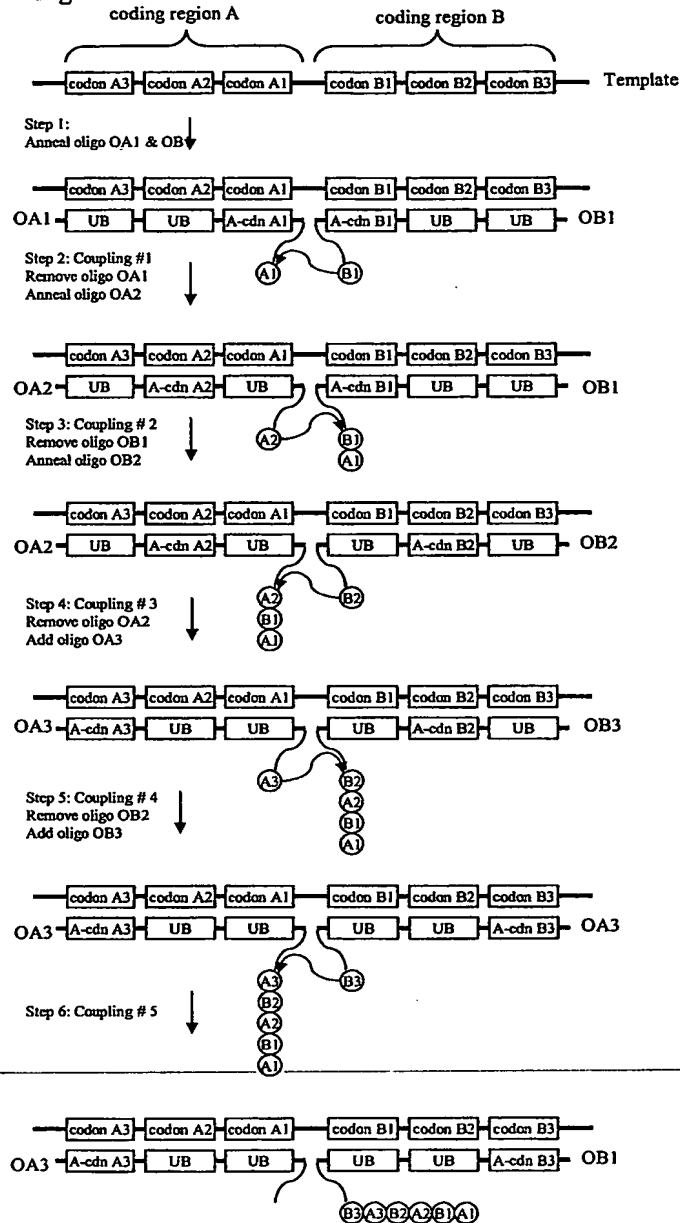 coding region A coding region B
codon A3 codon A2 codon A1 codon B1 codon B2 codon B3 Template
Step 1:
Anneal oligo OA1 & OB
codon A3 codon A2 codon A1 codon B1 codon B2 codon B3
OA1 UB UB A-cdn A1 A-cdn B1 UB UB OB1
A1 B1
Step 2: Coupling #1
Remove oligo OA1
Anneal oligo OA2
codon A3 codon A2 codon A1 codon B1 codon B2 codon B3
OA2 UB A-cdn A2 UB A-cdn B1 UB UB OB1
A2 B1
A1
Step 3: Coupling # 2
Remove oligo OB1
Anneal oligo OB2
codon A3 codon A2 codon A1 codon B1 codon B2 codon B3
OA2 UB A-cdn A2 UB UB A-cdn B2 UB OB2
A2 B2
B1
A1
Step 4: Coupling # 3
Remove oligo OA2
Add oligo OA3
codon A3 codon A2 codon A1 codon B1 codon B2 codon B3
OA3 A-cdn A3 UB UB UB A-cdn B2 UB OB3
A3 B2
A2
B1
A1
Step 5: Coupling # 4
Remove oligo OB2
Add oligo OB3
codon A3 codon A2 codon A1 codon B1 codon B2 codon B3
OA3 A-cdn A3 UB UB UB UB A-cdn B3 OA3
A3 B3
B2
A2
B1
A1
Step 6: Coupling # 5
codon A3 codon A2 codon A1 codon B1 codon B2 codon B3
OA3 A-cdn A3 UB UB UB UB A-cdn B3 OB1
B3 A3 B2 A2 B1 A1